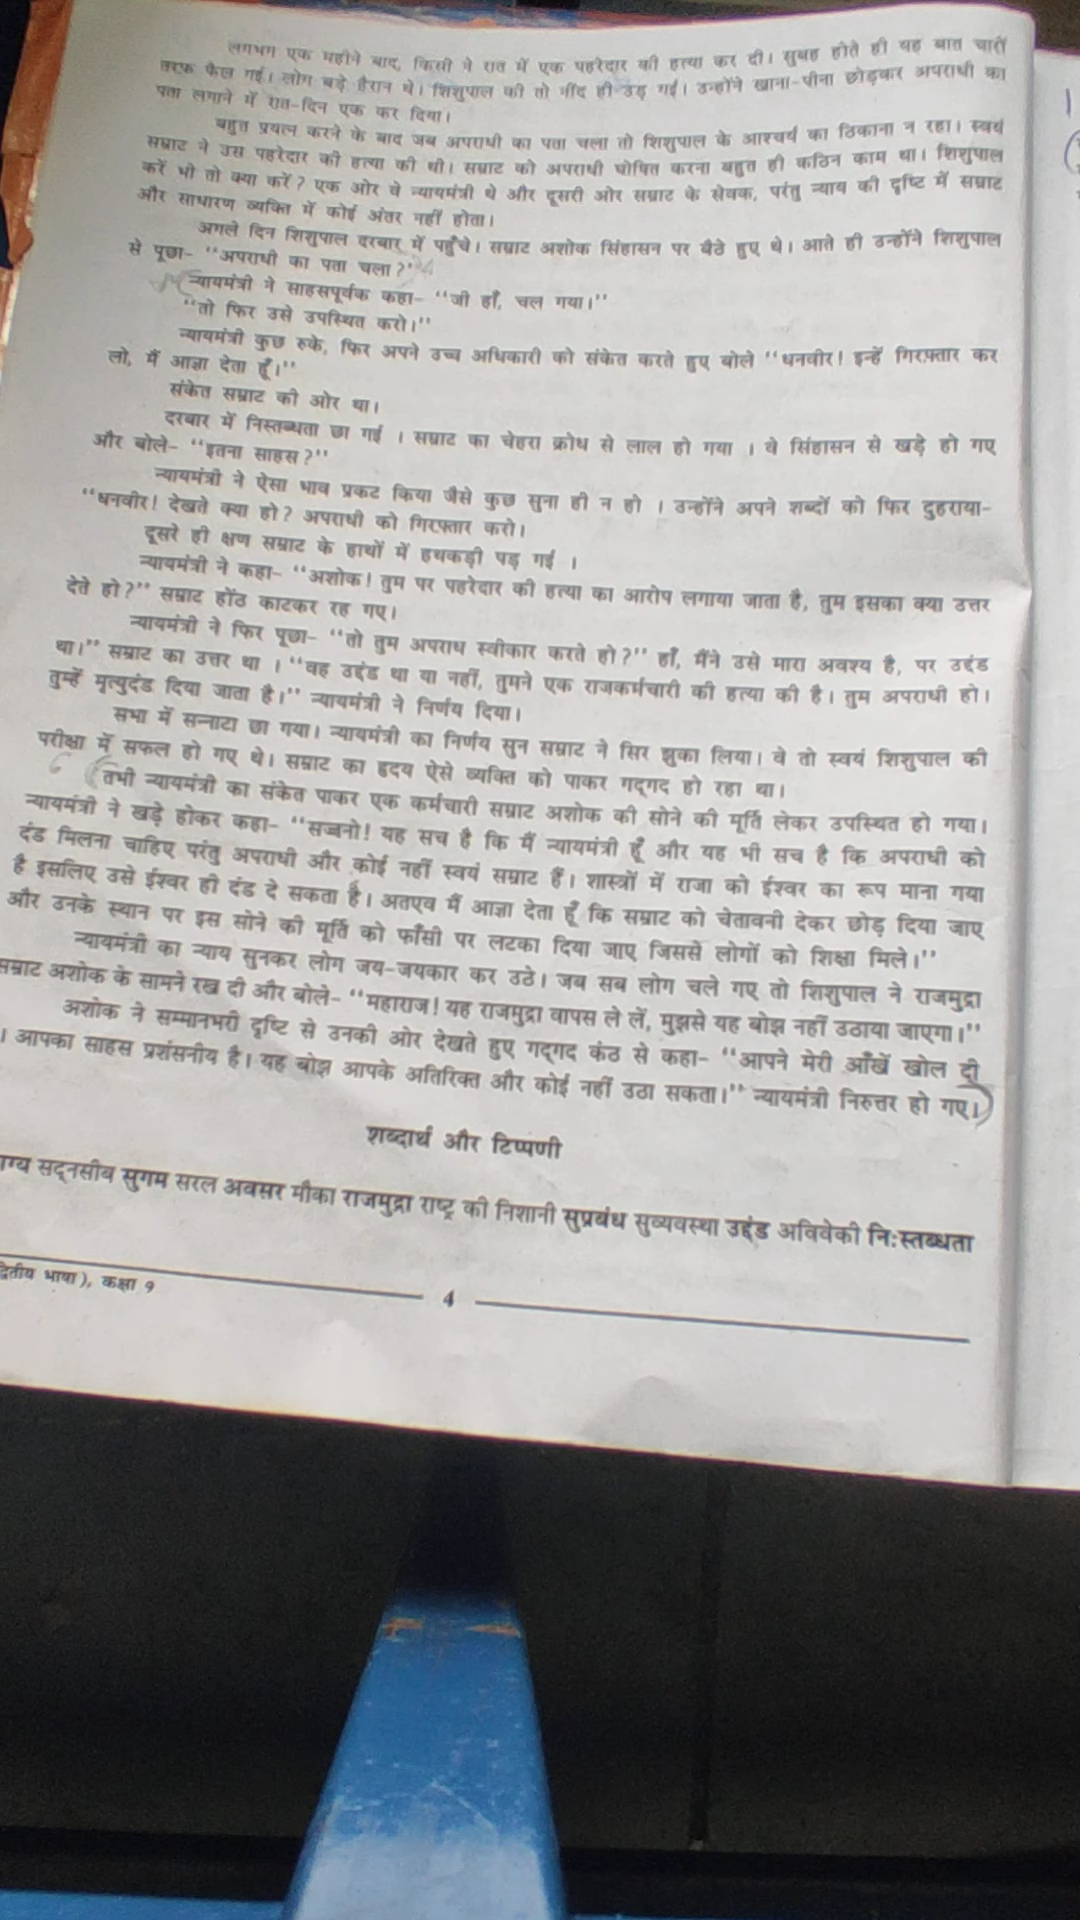 लगभग एक महीने बाद, किसी ने रात में एक पहरेदार की हत्या कर दी। सुबह होते ही यह बात चारों
तरफ फैल गई। लोग बड़े हैरान थे। शिशुपाल की तो नींद ही उड़ गई। उन्होंने खाना-पीना छोड़कर अपराधी का
पता लगाने में रात-दिन एक कर दिया।
बहुत प्रयत्न करने के बाद जब अपराधी का पता चला तो शिशुपाल के आश्चर्य का ठिकाना न रहा। स्वयं
सम्राट ने उस पहरेदार की हत्या की थी। सम्राट को अपराधी घोषित करना बहुत ही कठिन काम था। शिशुपाल
करें भी तो क्या करें? एक ओर वे न्यायमंत्री थे और दूसरी ओर सम्राट के सेवक, परंतु न्याय की दृष्टि में सम्राट
और साधारण व्यक्ति में कोई अंतर नहीं होता।
अगले दिन शिशुपाल दरबार में पहुँचे। सम्राट अशोक सिंहासन पर बैठे हुए थे। आते ही उन्होंने शिशुपाल
से पूछा- “अपराधी का पता चला?”
न्यायमंत्री ने साहसपूर्वक कहा- “जी हाँ, चल गया।”
“तो फिर उसे उपस्थित करो।”
न्यायमंत्री कुछ रुके, फिर अपने उच्च अधिकारी को संकेत करते हुए बोले “धनवीर! इन्हें गिरफ़्तार कर
लो, मैं आज्ञा देता हूँ।”
संकेत सम्राट की ओर था।
दरबार में निस्तब्धता छा गई । सम्राट का चेहरा क्रोध से लाल हो गया । वे सिंहासन से खड़े हो गए
और बोले- “इतना साहस?”
न्यायमंत्री ने ऐसा भाव प्रकट किया जैसे कुछ सुना ही न हो । उन्होंने अपने शब्दों को फिर दुहराया-
“धनवीर! देखते क्या हो? अपराधी को गिरफ़्तार करो।
दूसरे ही क्षण सम्राट के हाथों में हथकड़ी पड़ गई ।
न्यायमंत्री ने कहा- “अशोक! तुम पर पहरेदार की हत्या का आरोप लगाया जाता है, तुम इसका क्या उत्तर
देते हो?” सम्राट होंठ काटकर रह गए।
न्यायमंत्री ने फिर पूछा- “तो तुम अपराध स्वीकार करते हो?” हाँ, मैंने उसे मारा अवश्य है, पर उद्दंड
था।” सम्राट का उत्तर था । “वह उद्दंड था या नहीं, तुमने एक राजकर्मचारी की हत्या की है। तुम अपराधी हो।
तुम्हें मृत्युदंड दिया जाता है।” न्यायमंत्री ने निर्णय दिया।
सभा में सन्नाटा छा गया। न्यायमंत्री का निर्णय सुन सम्राट ने सिर झुका लिया। वे तो स्वयं शिशुपाल की
परीक्षा में सफल हो गए थे। सम्राट का हृदय ऐसे व्यक्ति को पाकर गद्‌गद हो रहा था।
तभी न्यायमंत्री का संकेत पाकर एक कर्मचारी सम्राट अशोक की सोने की मूर्ति लेकर उपस्थित हो गया।
न्यायमंत्री ने खड़े होकर कहा- “सज्जनो! यह सच है कि मैं न्यायमंत्री हूँ और यह भी सच है कि अपराधी को
दंड मिलना चाहिए परंतु अपराधी और कोई नहीं स्वयं सम्राट हैं। शास्त्रों में राजा को ईश्वर का रूप माना गया
है इसलिए उसे ईश्वर ही दंड दे सकता है। अतएव मैं आज्ञा देता हूँ कि सम्राट को चेतावनी देकर छोड़ दिया जाए
और उनके स्थान पर इस सोने की मूर्ति को फाँसी पर लटका दिया जाए जिससे लोगों को शिक्षा मिले।”
न्यायमंत्री का न्याय सुनकर लोग जय-जयकार कर उठे। जब सब लोग चले गए तो शिशुपाल ने राजमुद्रा
सम्राट अशोक के सामने रख दी और बोले- “महाराज! यह राजमुद्रा वापस ले लें, मुझसे यह बोझ नहीं उठाया जाएगा।”
अशोक ने सम्मानभरी दृष्टि से उनकी ओर देखते हुए गद्‌गद कंठ से कहा- “आपने मेरी आँखें खोल दी
। आपका साहस प्रशंसनीय है। यह बोझ आपके अतिरिक्त और कोई नहीं उठा सकता।” न्यायमंत्री निरुत्तर हो गए।
शब्दार्थ और टिप्पणी
सद्‌नसीब सुगम सरल अवसर मौका राजमुद्रा राष्ट्र की निशानी सुप्रबंध सुव्यवस्था उद्दंड अविवेकी नि:स्तब्धता
भाषा), कक्षा 9
4